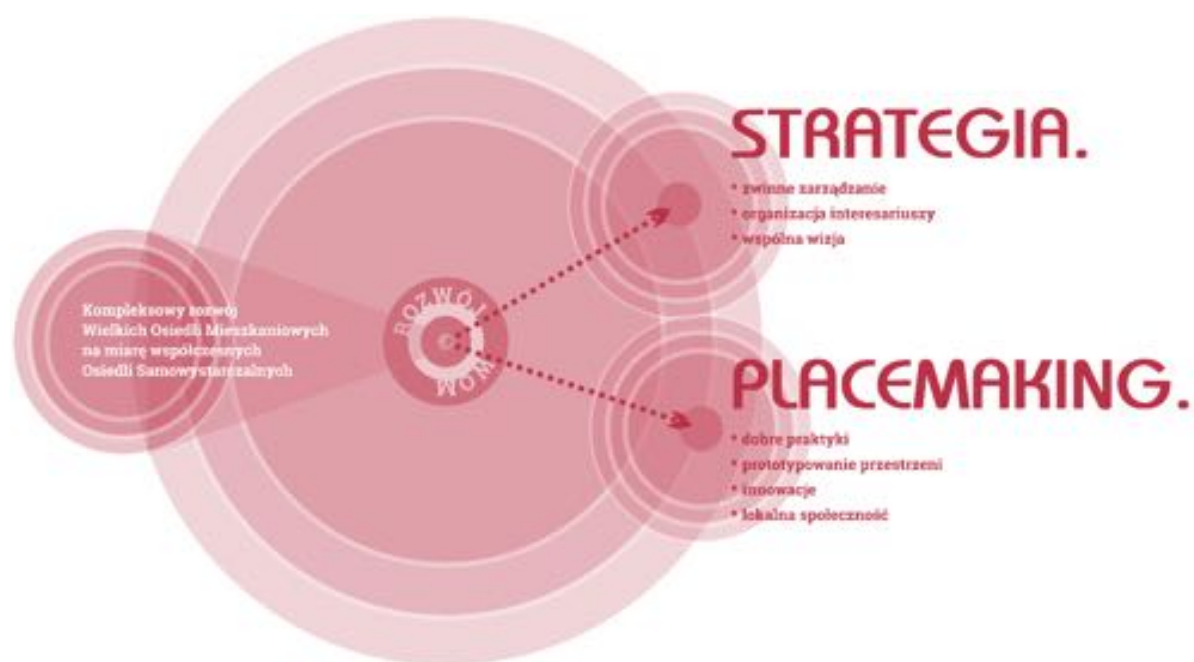 STRATEGIA.
• zwinne zarządzanie
• organizacja interesariuszy
• wspólna wizja
Kompleksowy rozwój
Wielkich Osiedli Mieszkaniowych
na miarę współczesnych
Osiedli Samowystarczalnych
ROZWÓJ
WOM
PLACEMAKING.
• dobre praktyki
• prototypowanie przestrzeni
• innowacje
• lokalna społeczność